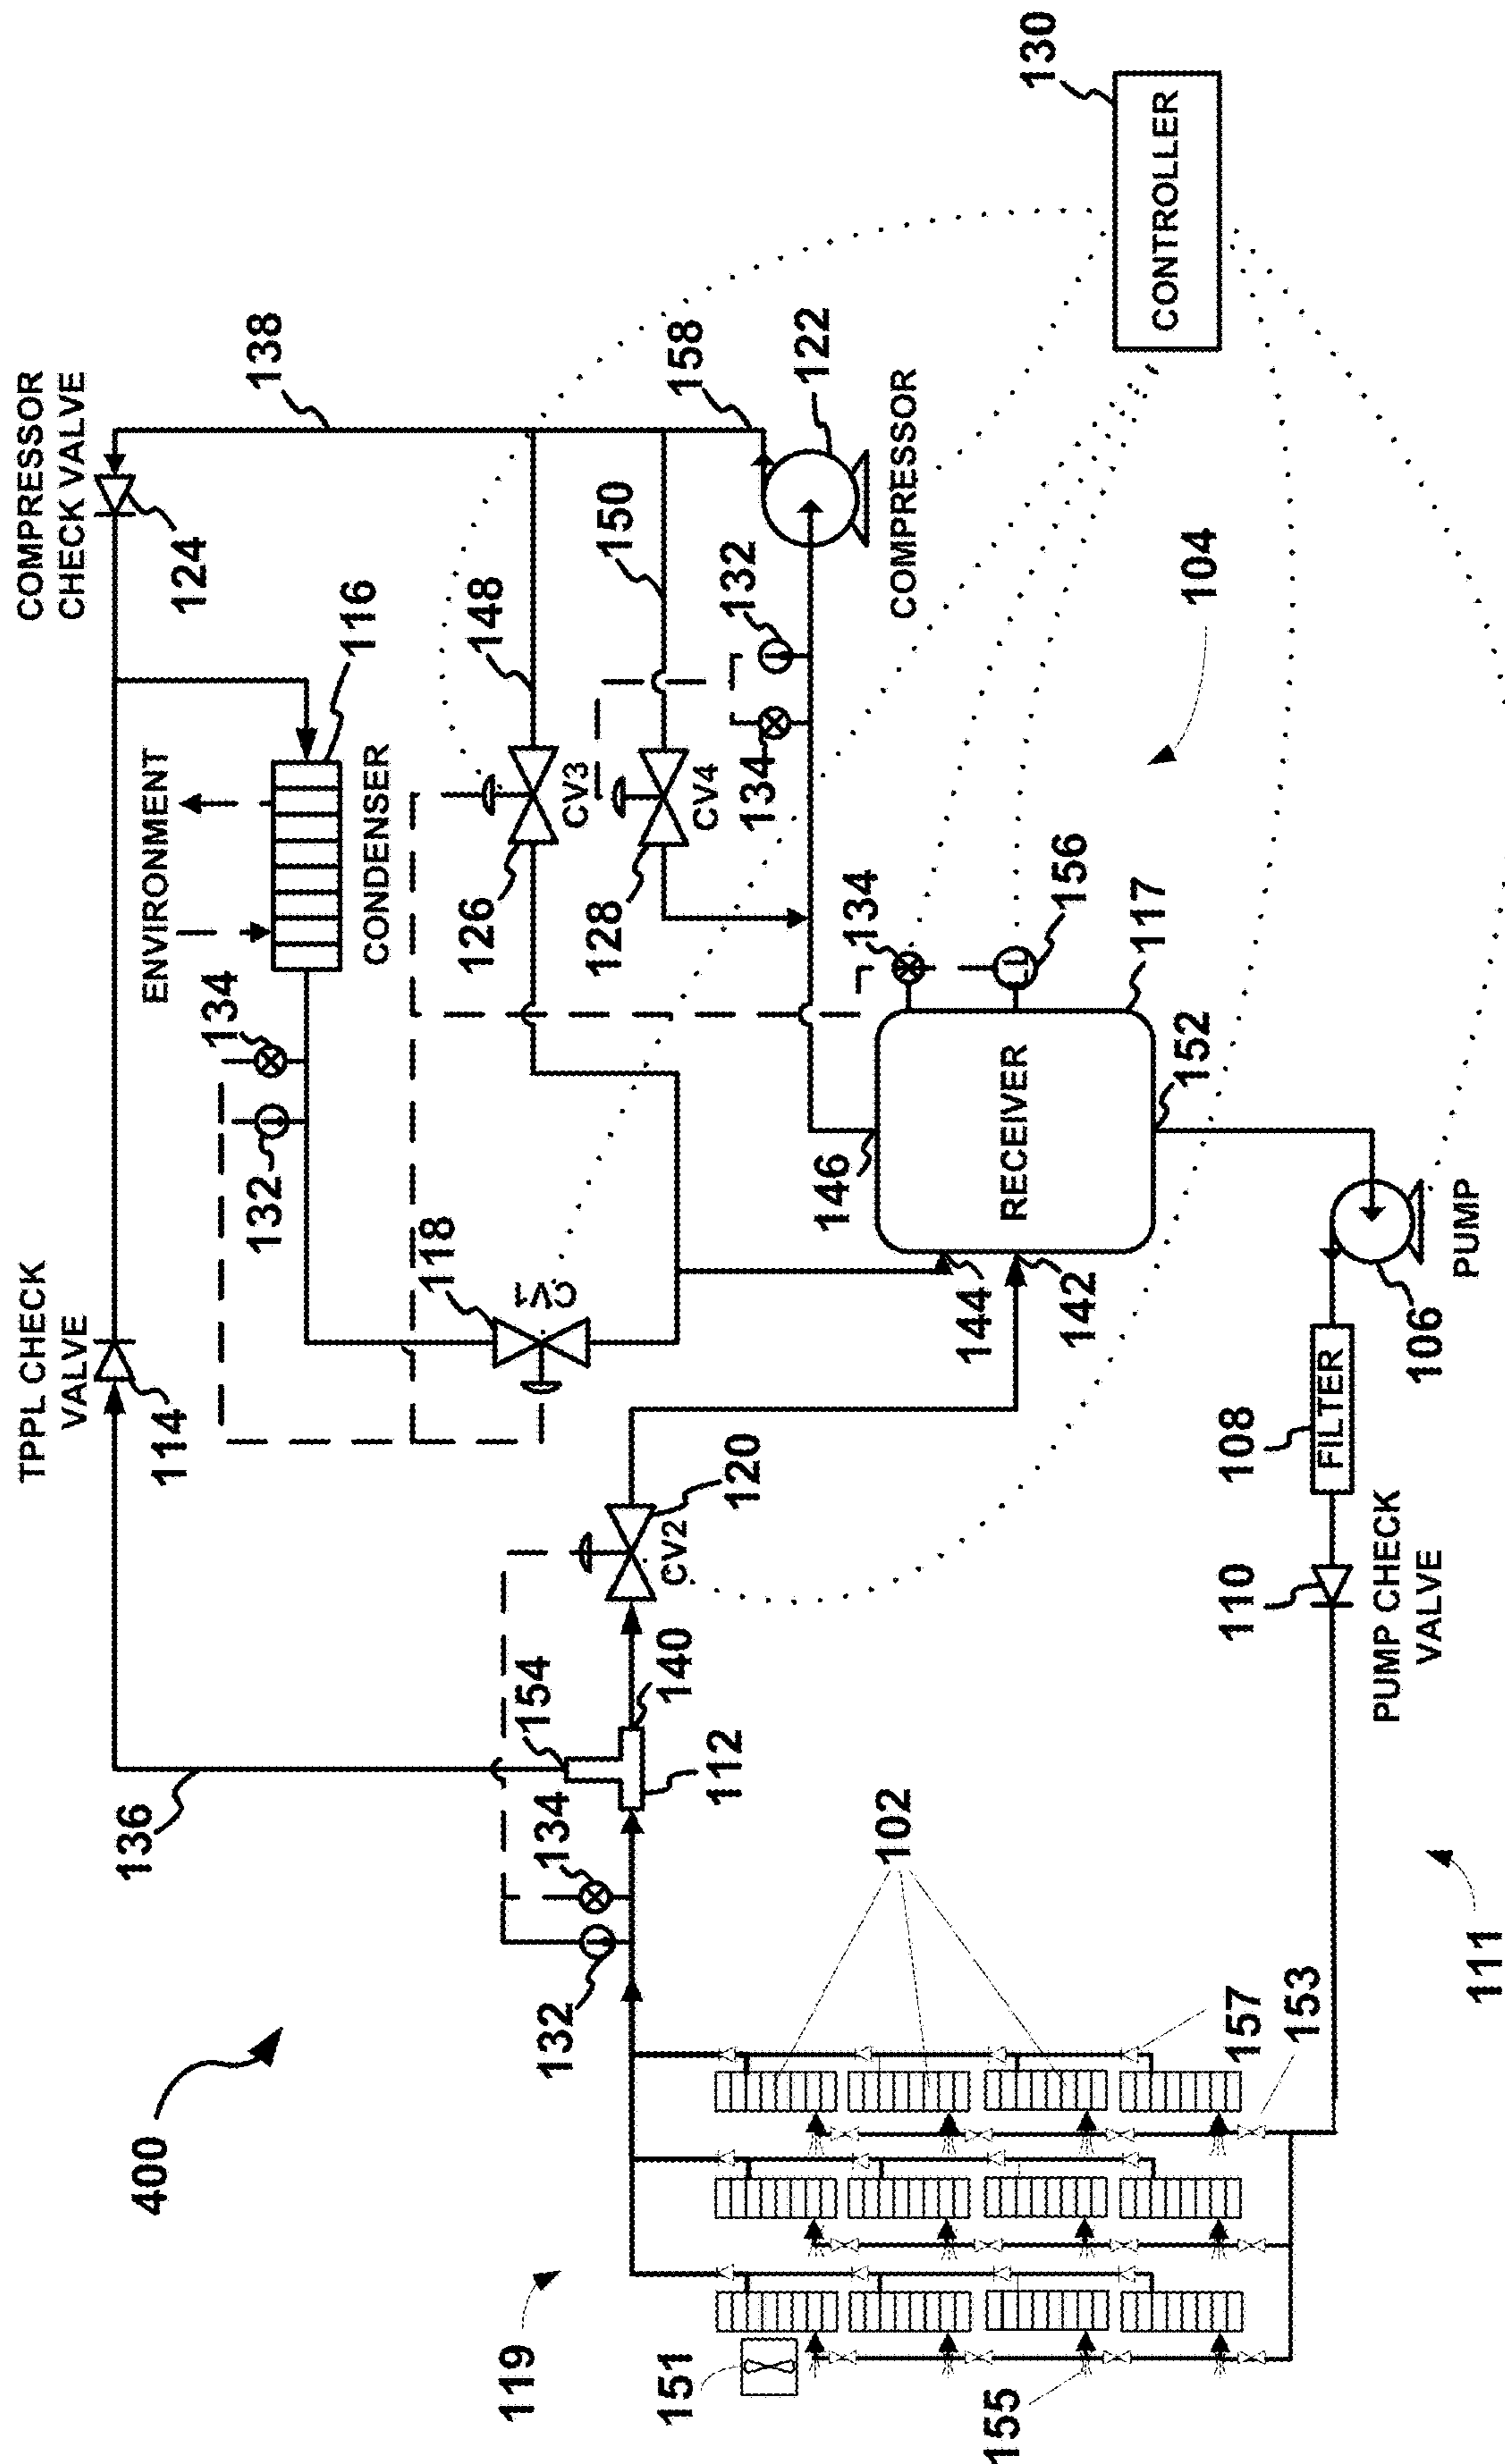 TPPL CHECK
VALVE
COMPRESSOR
CHECK VALVE
136
114
124
400
ENVIRONMENT
134
132
138
116
CONDENSER
118
126
148
119
132
134
154
CV1
CV3
128
150
140
CV2
120
CV4
158
151
112
134
132
122
146
134
COMPRESSOR
102
144
RECEIVER
156
155
142
117
152
104
130
CONTROLLER
157
110
108
FILTER
153
PUMP CHECK
VALVE
106
PUMP
111